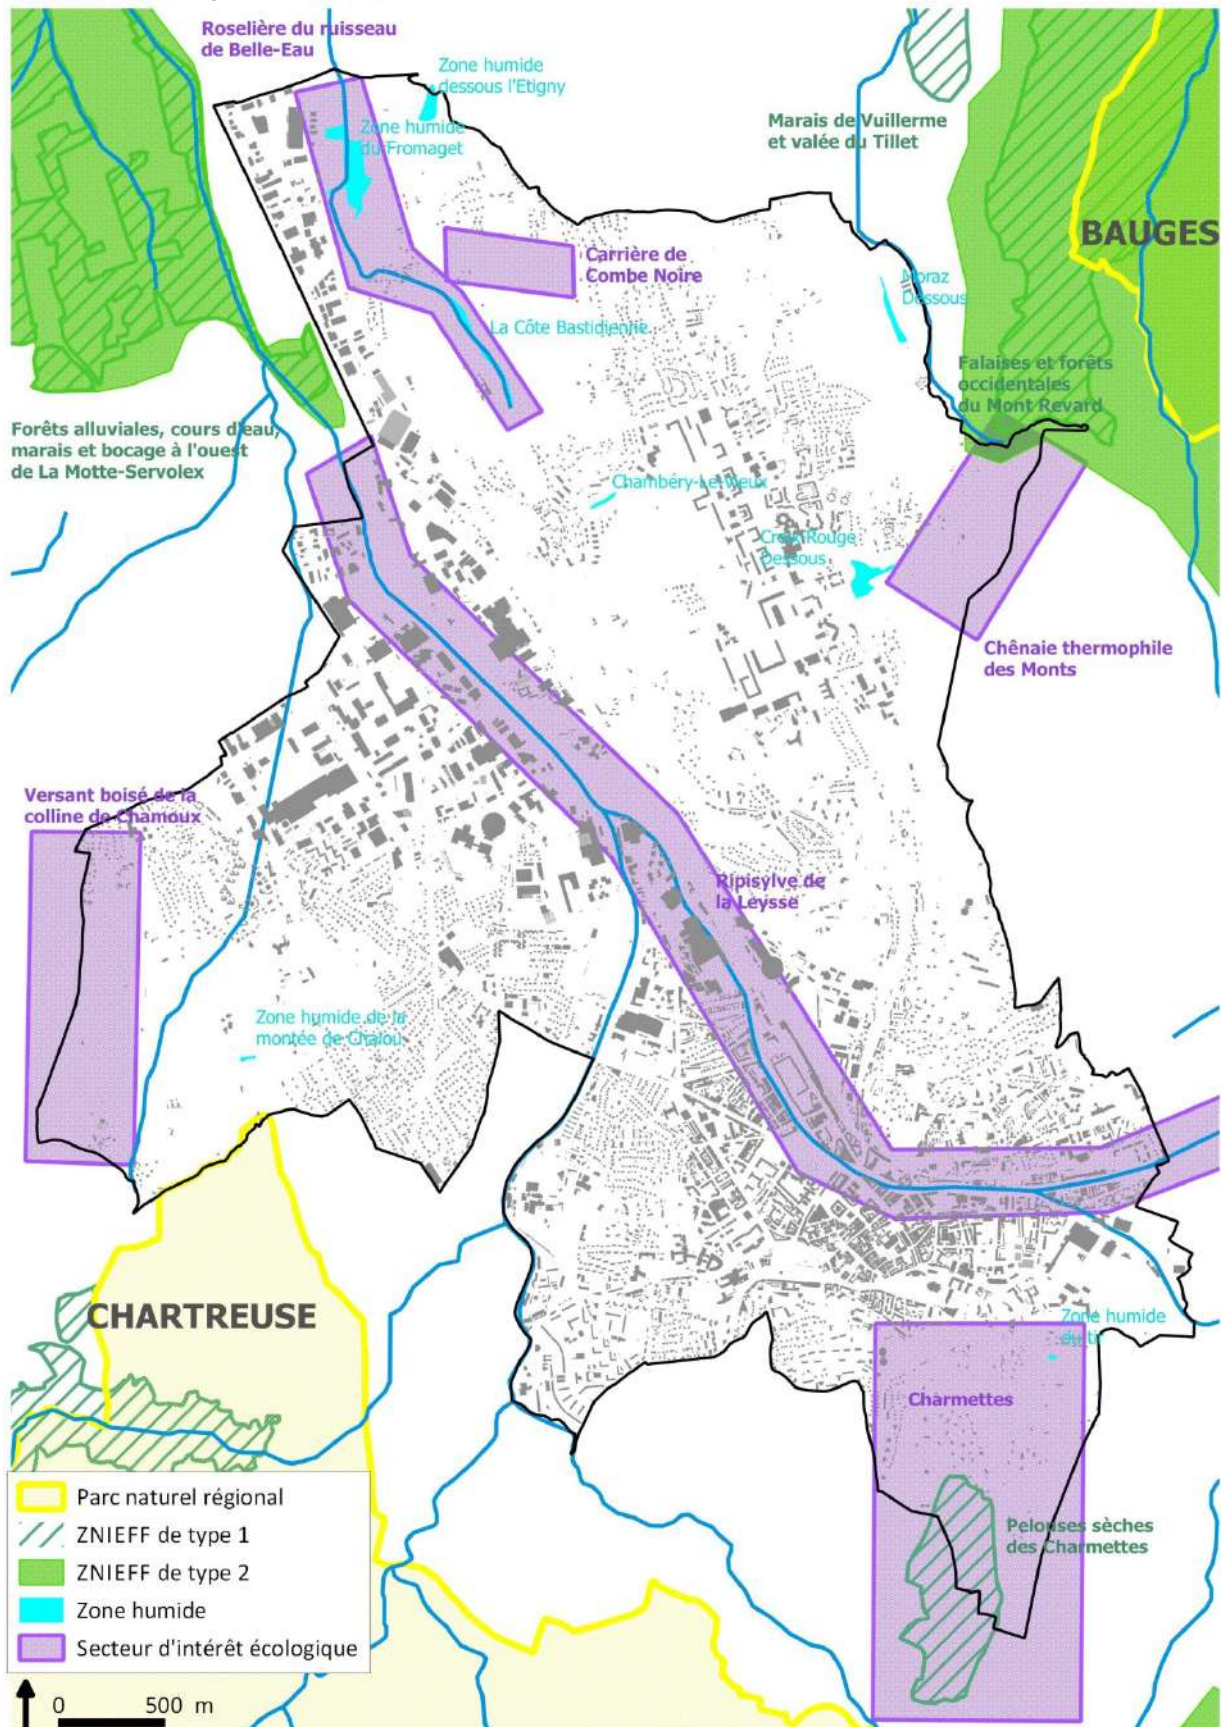 Roselière du ruisseau
de Belle-Eau
Zone humide
dessous l'Etigny
Zone humide
du Fromaget
Marais de Vuillerme
et valée du Tillet
BAUGES
Carrière de
Combe Noire
Moraz
Dessous
La Côte Bastidienne
Falaises et forêts
occidentales
du Mont Revard
Forêts alluviales, cours d'eau,
marais et bocage à l'ouest
de La Motte-Servolex
Chambéry-Le-Vieux
Croix Rouge
Dessous
Chênaie thermophile
des Monts
Versant boisé de la
colline de Chamoux
Ripisylve de
la Leysse
Zone humide de la
montée de Chalou
CHARTREUSE
Zone humide
du tir
Charmettes
Pelouses sèches
des Charmettes
Parc naturel régional
ZNIEFF de type 1
ZNIEFF de type 2
Zone humide
Secteur d'intérêt écologique
0 500 m